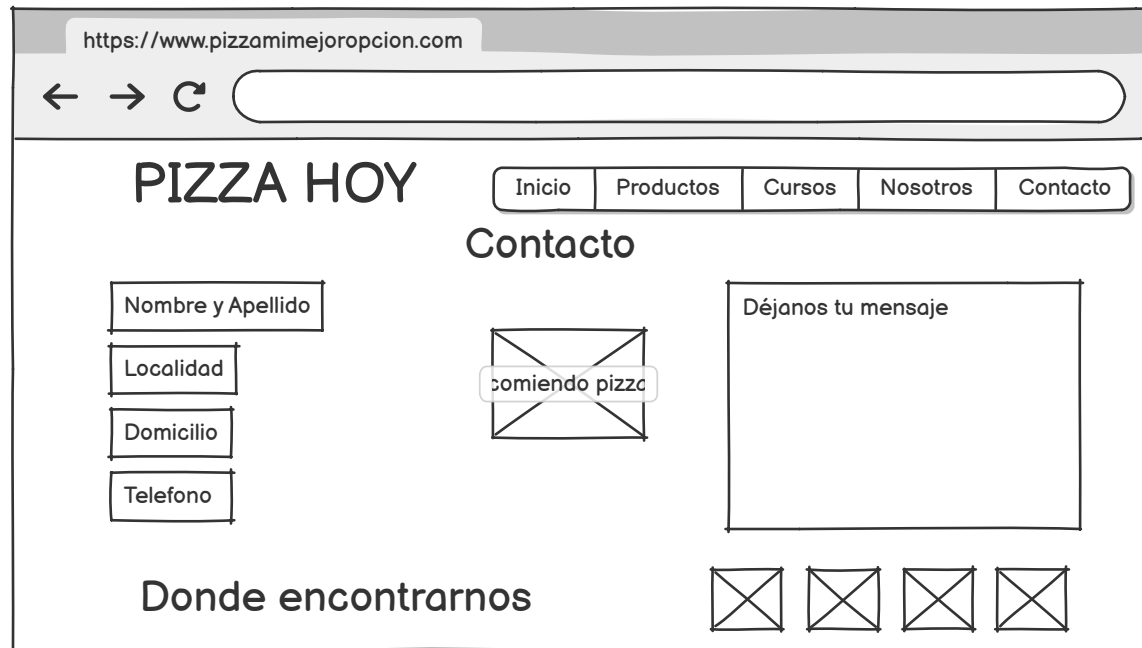 https://www.pizzamimejoropcion.com
PIZZA HOY
Inicio
Productos
Cursos
Nosotros
Contacto
Contacto
Nombre y Apellido
Localidad
Domicilio
Telefono
comiendo pizza
Déjanos tu mensaje
Donde encontrarnos